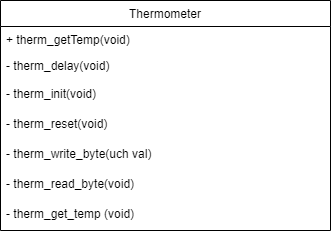 Thermometer
+ therm_getTemp(void)
- therm_delay(void)
- therm_init(void)
- therm_reset(void)
- therm_write_byte(uch val)
- therm_read_byte(void)
- therm_get_temp (void)